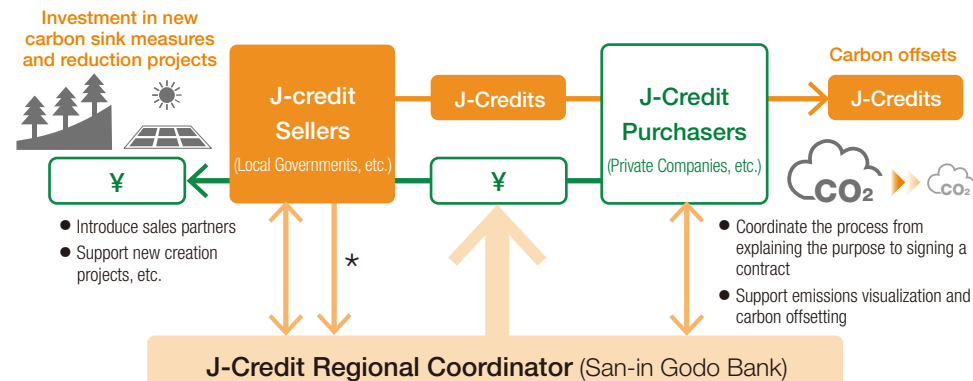 Investment in new
carbon sink measures
and reduction projects
J-credit
Sellers
(Local Governments, etc.)
J-Credits
J-Credit
Purchasers
(Private Companies, etc.)
Carbon offsets
J-Credits
¥
¥
CO₂
CO₂
● Introduce sales partners
● Support new creation
projects, etc.
*
● Coordinate the process from
explaining the purpose to signing a
contract
● Support emissions visualization and
carbon offsetting
J-Credit Regional Coordinator (San-in Godo Bank)